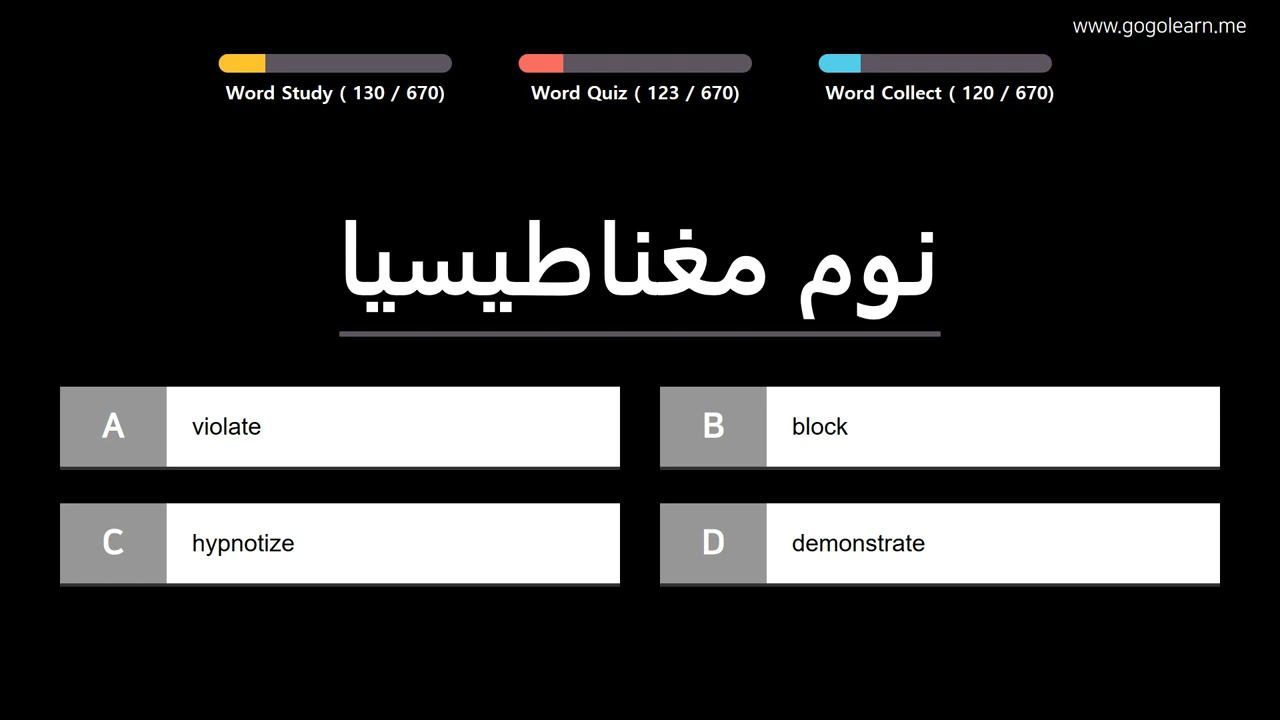 www.gogolearn.me
Word Study ( 130 / 670)
Word Quiz ( 123 / 670)
Word Collect ( 120 / 670)
نوم مغناطيسيا
A violate
B block
C hypnotize
D demonstrate